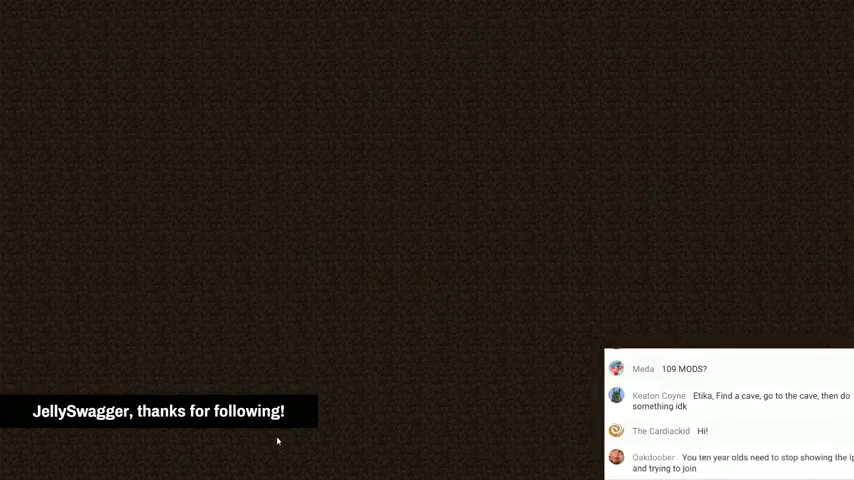 Meda 109 MODS?
Keaton Coyne Etika, Find a cave, go to the cave, then do
something idk
JellySwagger, thanks for following!
The Cardiackid Hi!
Oakdoober You ten year olds need to stop showing the ip
and trying to join